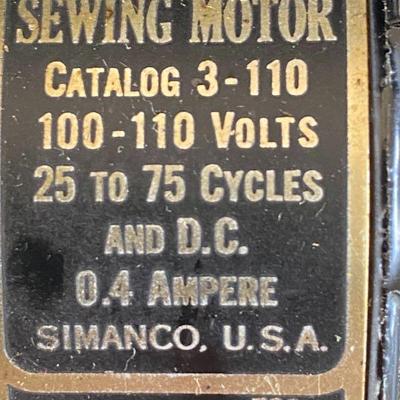 SEWING MOTOR
CATALOG 3-110
100-110 VOLTS
25 TO 75 CYCLES
AND D.C.
0.4 AMPERE
SIMANCO, U.S.A.